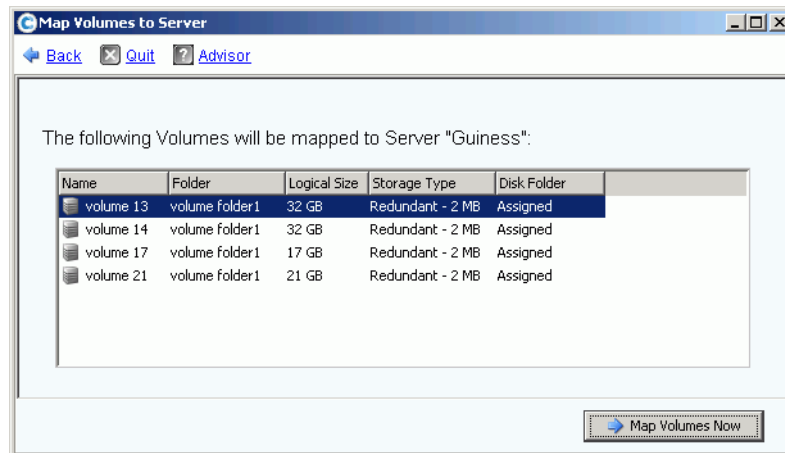 Map Volumes to Server
Back Quit ? Advisor
The following Volumes will be mapped to Server "Guiness":
Name Folder Logical Size Storage Type Disk Folder
volume 13 volume folder1 32 GB Redundant - 2 MB Assigned
volume 14 volume folder1 32 GB Redundant - 2 MB Assigned
volume 17 volume folder1 17 GB Redundant - 2 MB Assigned
volume 21 volume folder1 21 GB Redundant - 2 MB Assigned
Map Volumes Now